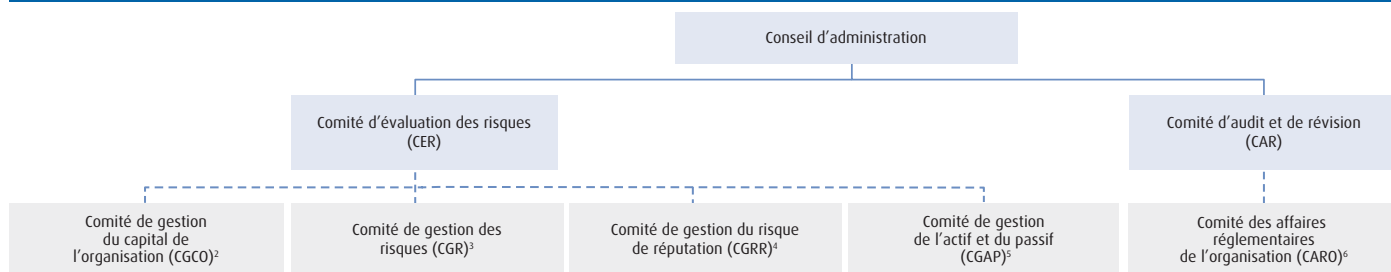 Conseil d'administration
Comité d'évaluation des risques
(CER)
Comité d'audit et de révision
(CAR)
Comité de gestion
du capital de
l'organisation (CGCO)²
Comité de gestion des
risques (CGR)³
Comité de gestion du risque
de réputation (CGRR)⁴
Comité de gestion
de l'actif et du passif
(CGAP)⁵
Comité des affaires
réglementaires
de l'organisation (CARO)⁶